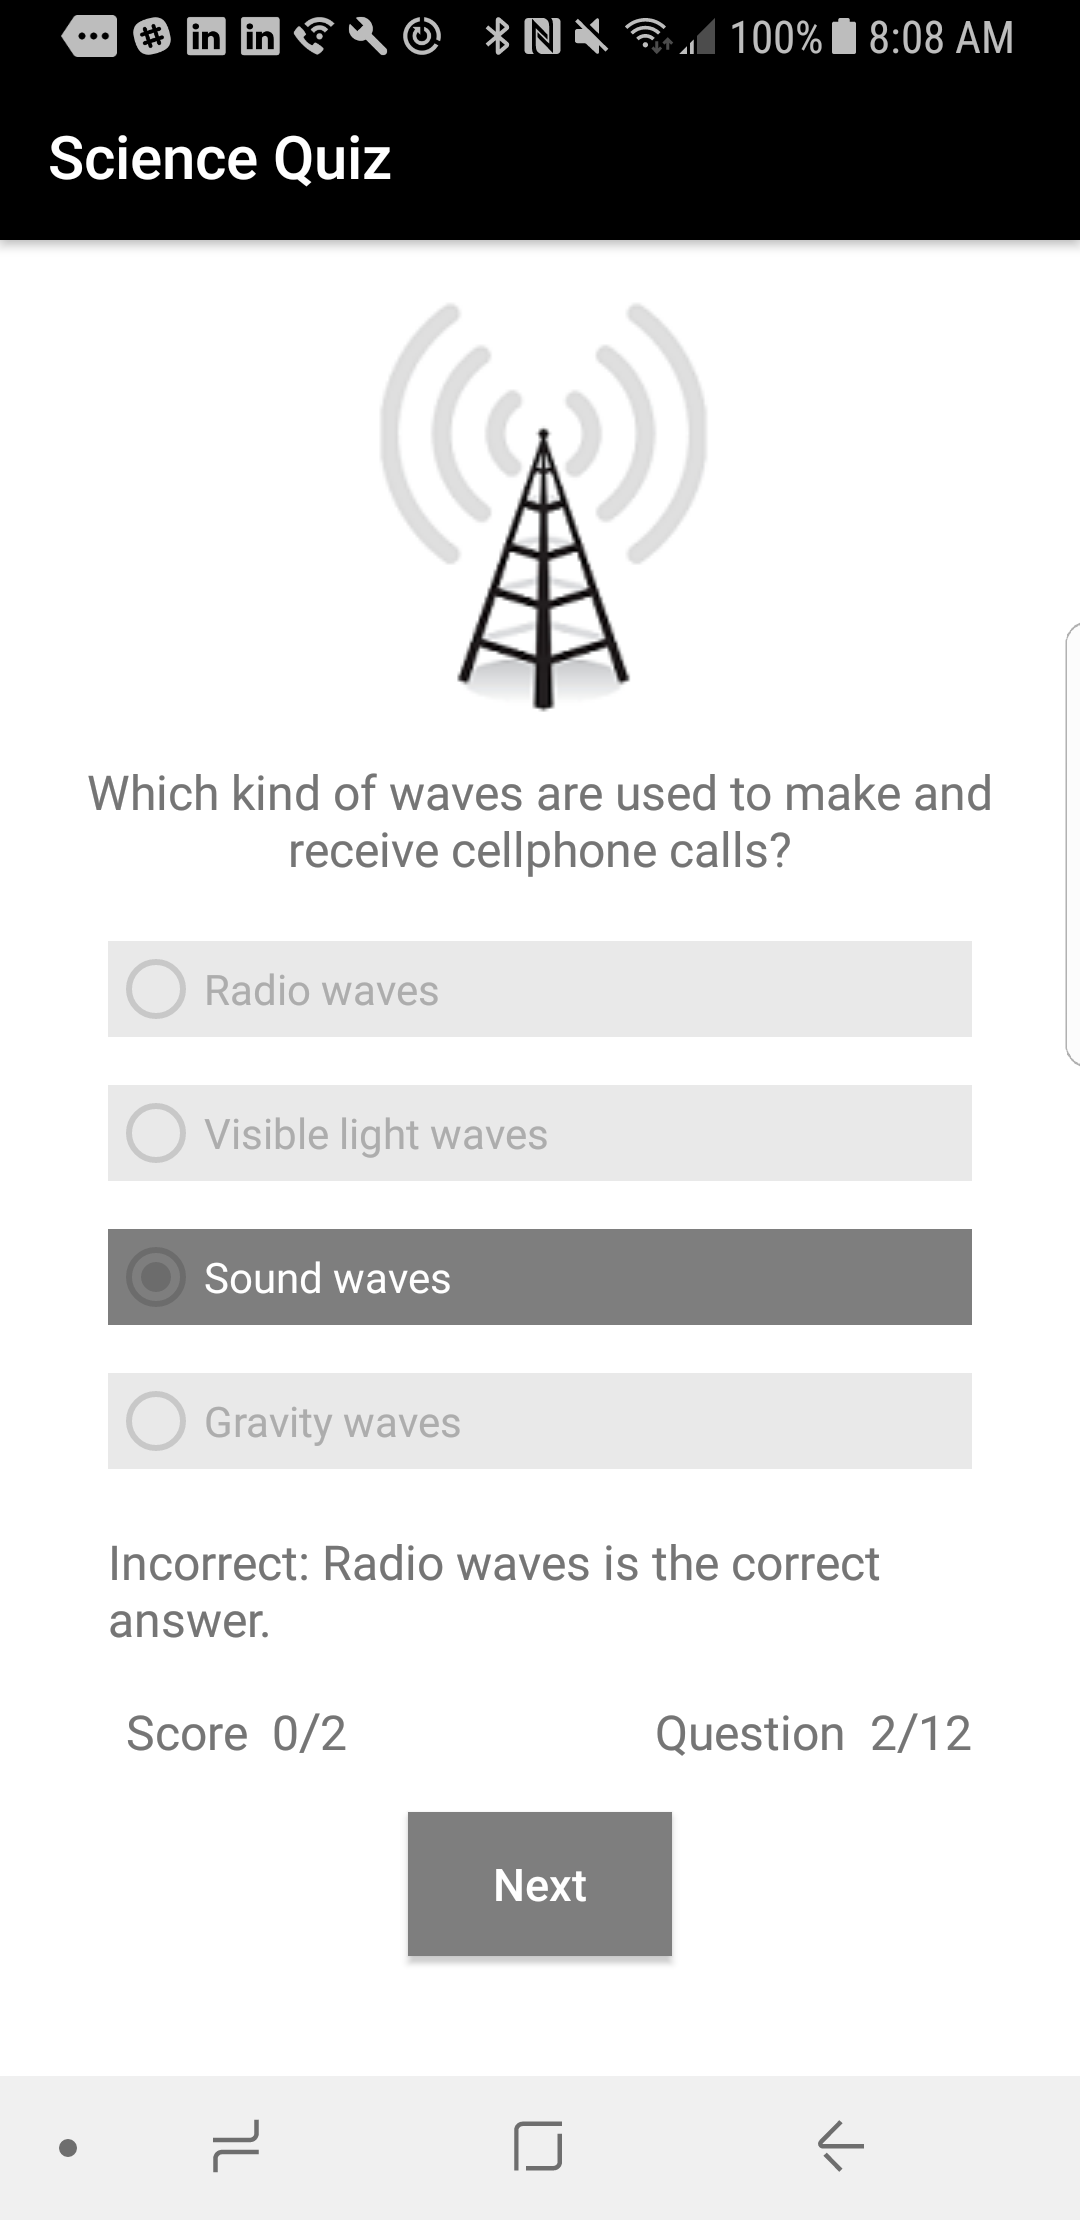 100% 8:08 AM
Science Quiz
Which kind of waves are used to make and
receive cellphone calls?
Radio waves
Visible light waves
Sound waves
Gravity waves
Incorrect: Radio waves is the correct
answer.
Score 0/2 Question 2/12
Next